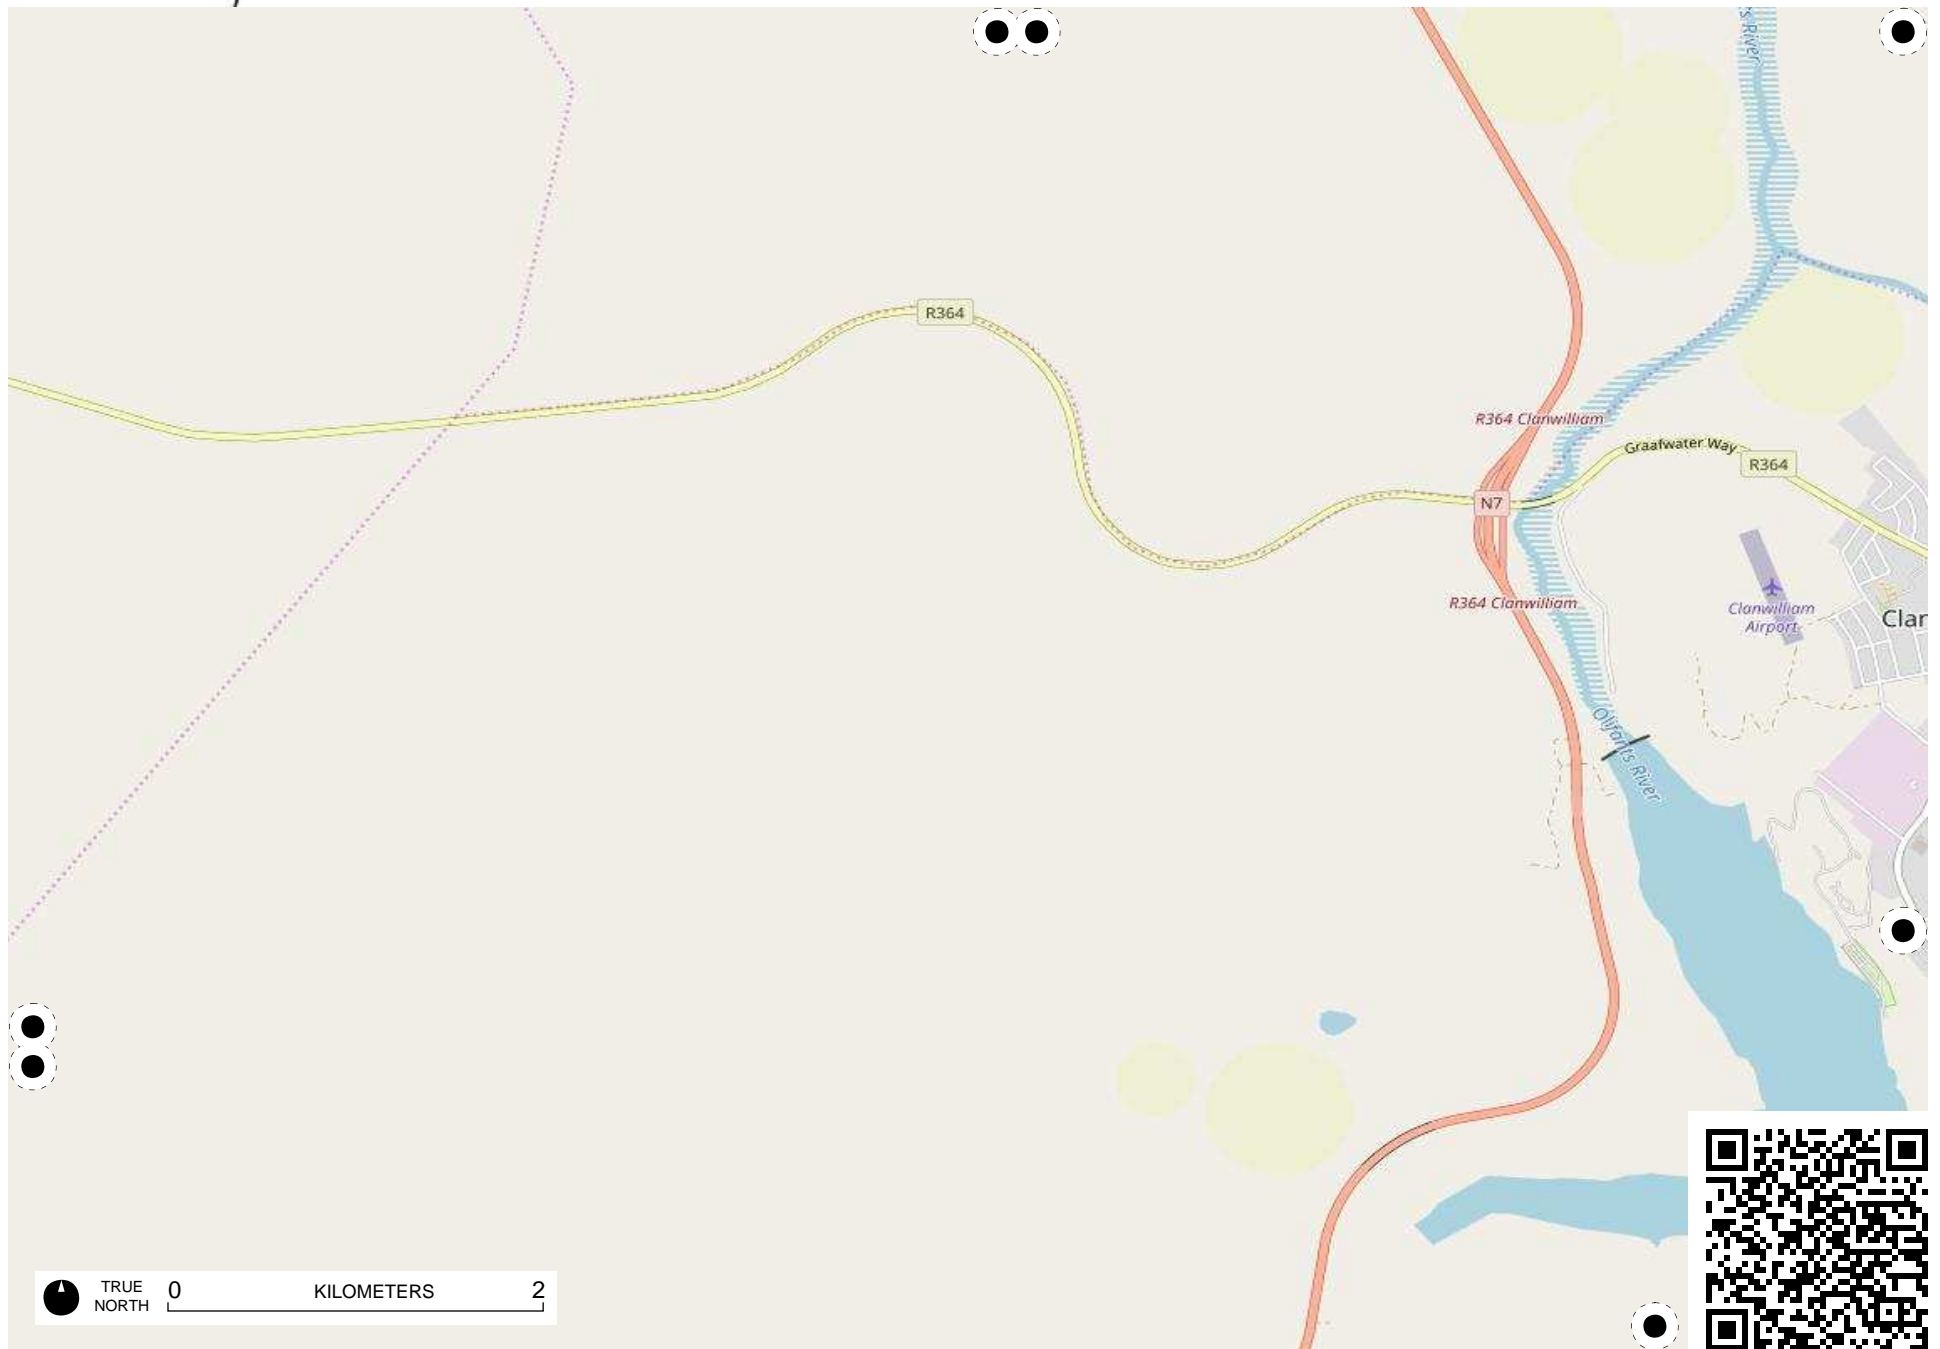 s River
R364
R364 Clanwilliam
Graafwater Way
R364
N7
R364 Clanwilliam
Clanwilliam
Airport
Clar
Olifants River
TRUE
NORTH
0 KILOMETERS 2